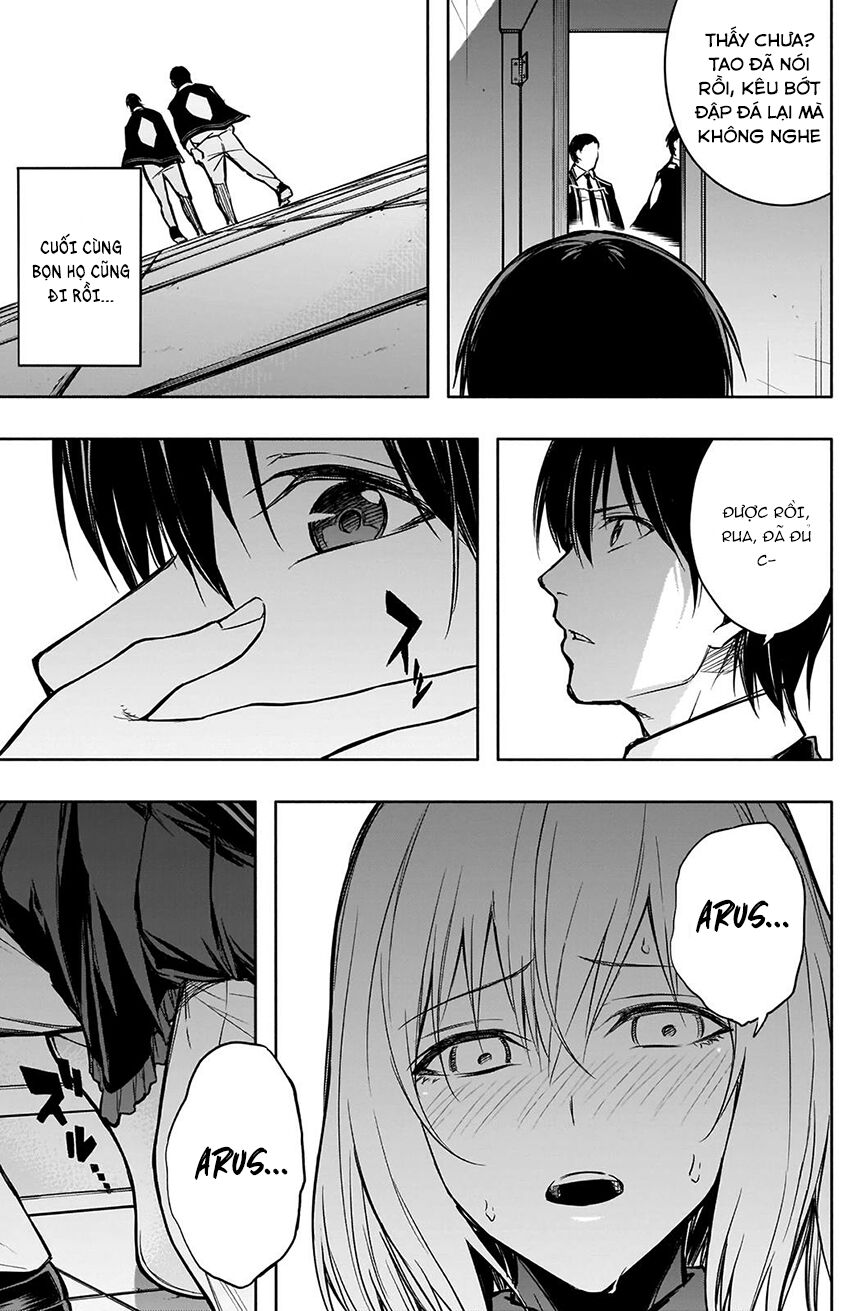 THẤY CHƯA?
TAO ĐÃ NÓI
RỒI, KÊU BỚT
ĐẬP ĐÁ LẠI MÀ
KHÔNG NGHE
CUỐI CÙNG
BỌN HỌ CŨNG
ĐI RỒI...
ĐƯỢC RỒI,
RUA, ĐÃ ĐỦ
C-
ス
ARUS...
ARUS...